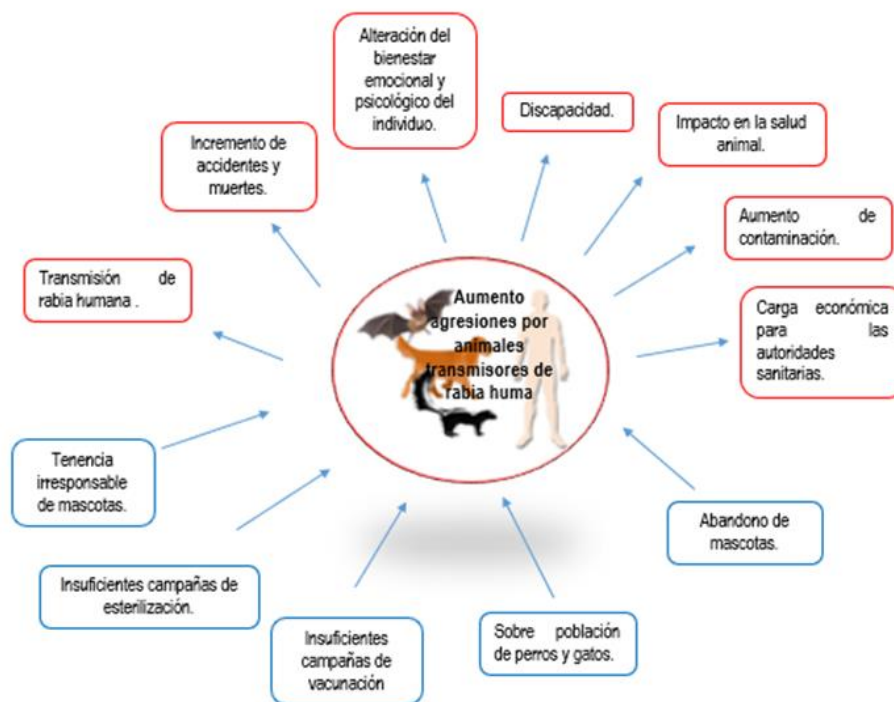 Alteración del
bienestar
emocional y
psicológico del
individuo.
Discapacidad.
Impacto en la salud
animal.
Incremento de
accidentes y
muertes.
Aumento de
contaminación.
Transmisión de
rabia humana .
Aumento
agresiones por
animales
transmisores de
rabia huma
Carga económica
para las
autoridades
sanitarias.
Tenencia
irresponsable
de mascotas.
Abandono de
mascotas.
Insuficientes campañas de
esterilización.
Insuficientes
campañas de
vacunación
Sobre población
de perros y gatos.